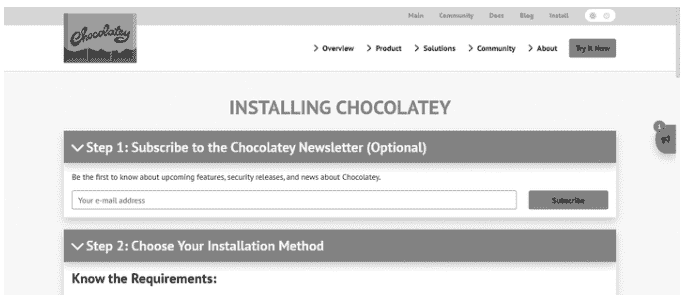 Main Community Docs Blog Install
Chocolatey
Overview Product Solutions Community About Try It Now
INSTALLING CHOCOLATEY
Step 1: Subscribe to the Chocolatey Newsletter (Optional)
Be the first to know about upcoming features, security releases, and news about Chocolatey.
Your e-mail address
Subscribe
Step 2: Choose Your Installation Method
Know the Requirements: